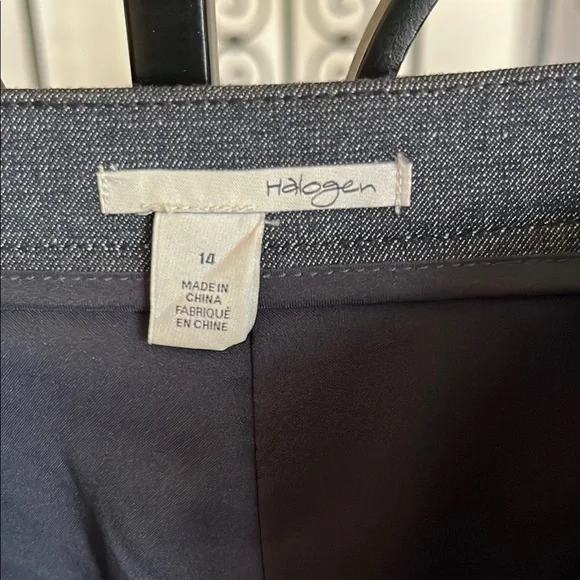 Halogen
14
MADE IN
CHINA
FABRIQUÉ
EN CHINE